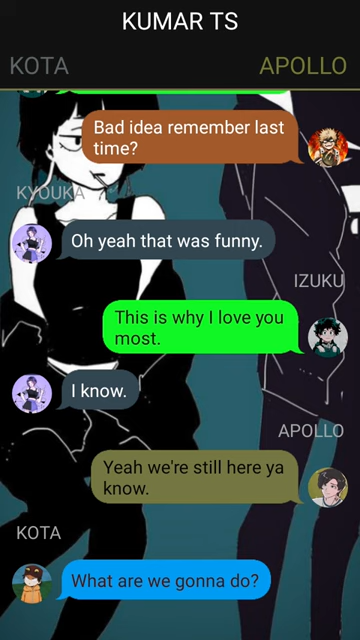 KUMAR TS
KOTA
APOLLO
Bad idea remember last
time?
KYOUKA
Oh yeah that was funny.
IZUKU
This is why I love you
most.
I know.
APOLLO
Yeah we're still here ya
know.
KOTA
What are we gonna do?